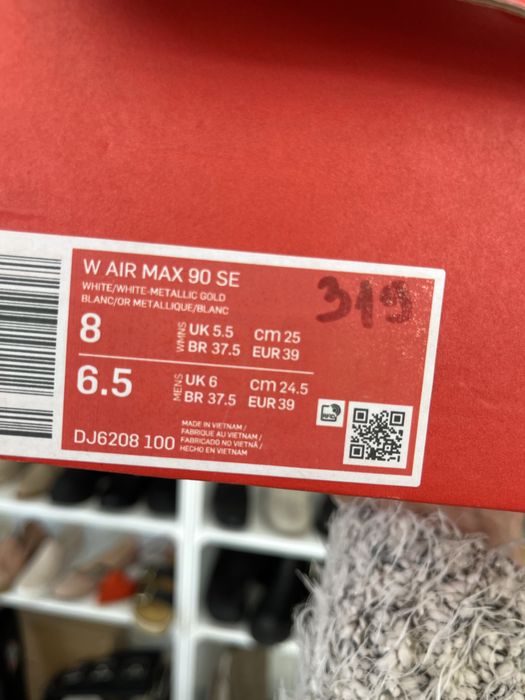 W AIR MAX 90 SE
WHITE/WHITE-METALLIC GOLD
BLANC/OR METALLIQUE/BLANC
319
8 WMNS UK 5.5 cm 25
BR 37.5 EUR 39
6.5 MENS UK 6 cm 24.5
BR 37.5 EUR 39
DJ6208 100
MADE IN VIETNAM /
FABRIQUE AU VIETNAM /
FABRICADO NO VIETNÃ /
HECHO EN VIETNAM
RFID